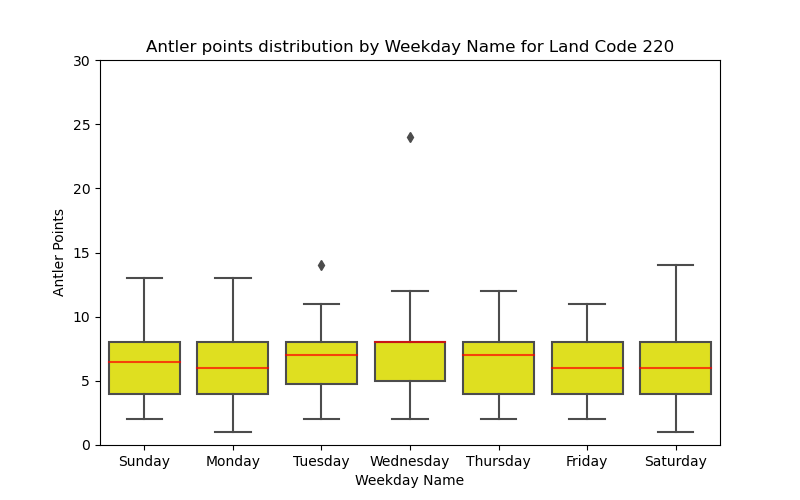 Antler points distribution by Weekday Name for Land Code 220
Antler Points
30
25
20
15
10
5
0
Sunday Monday Tuesday Wednesday Thursday Friday Saturday
Weekday Name